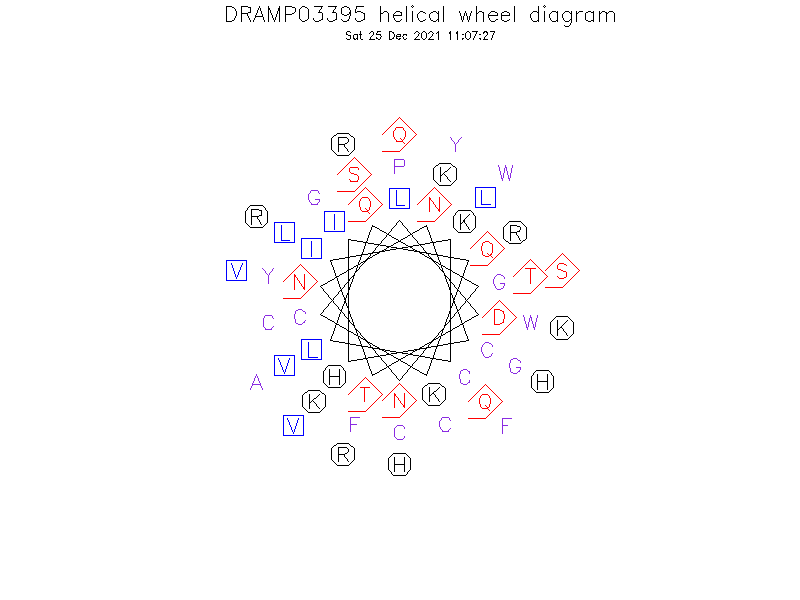 DRAMP03395 helical wheel diagram
Sat 25 Dec 2021 11:07:27
Q
R Y
P
S K W
G Q L N L
R I K
L R
I Q
V Y N G T S
C C D W K
L C
V G
A H C H
K T N K Q
V F C C F
R
H